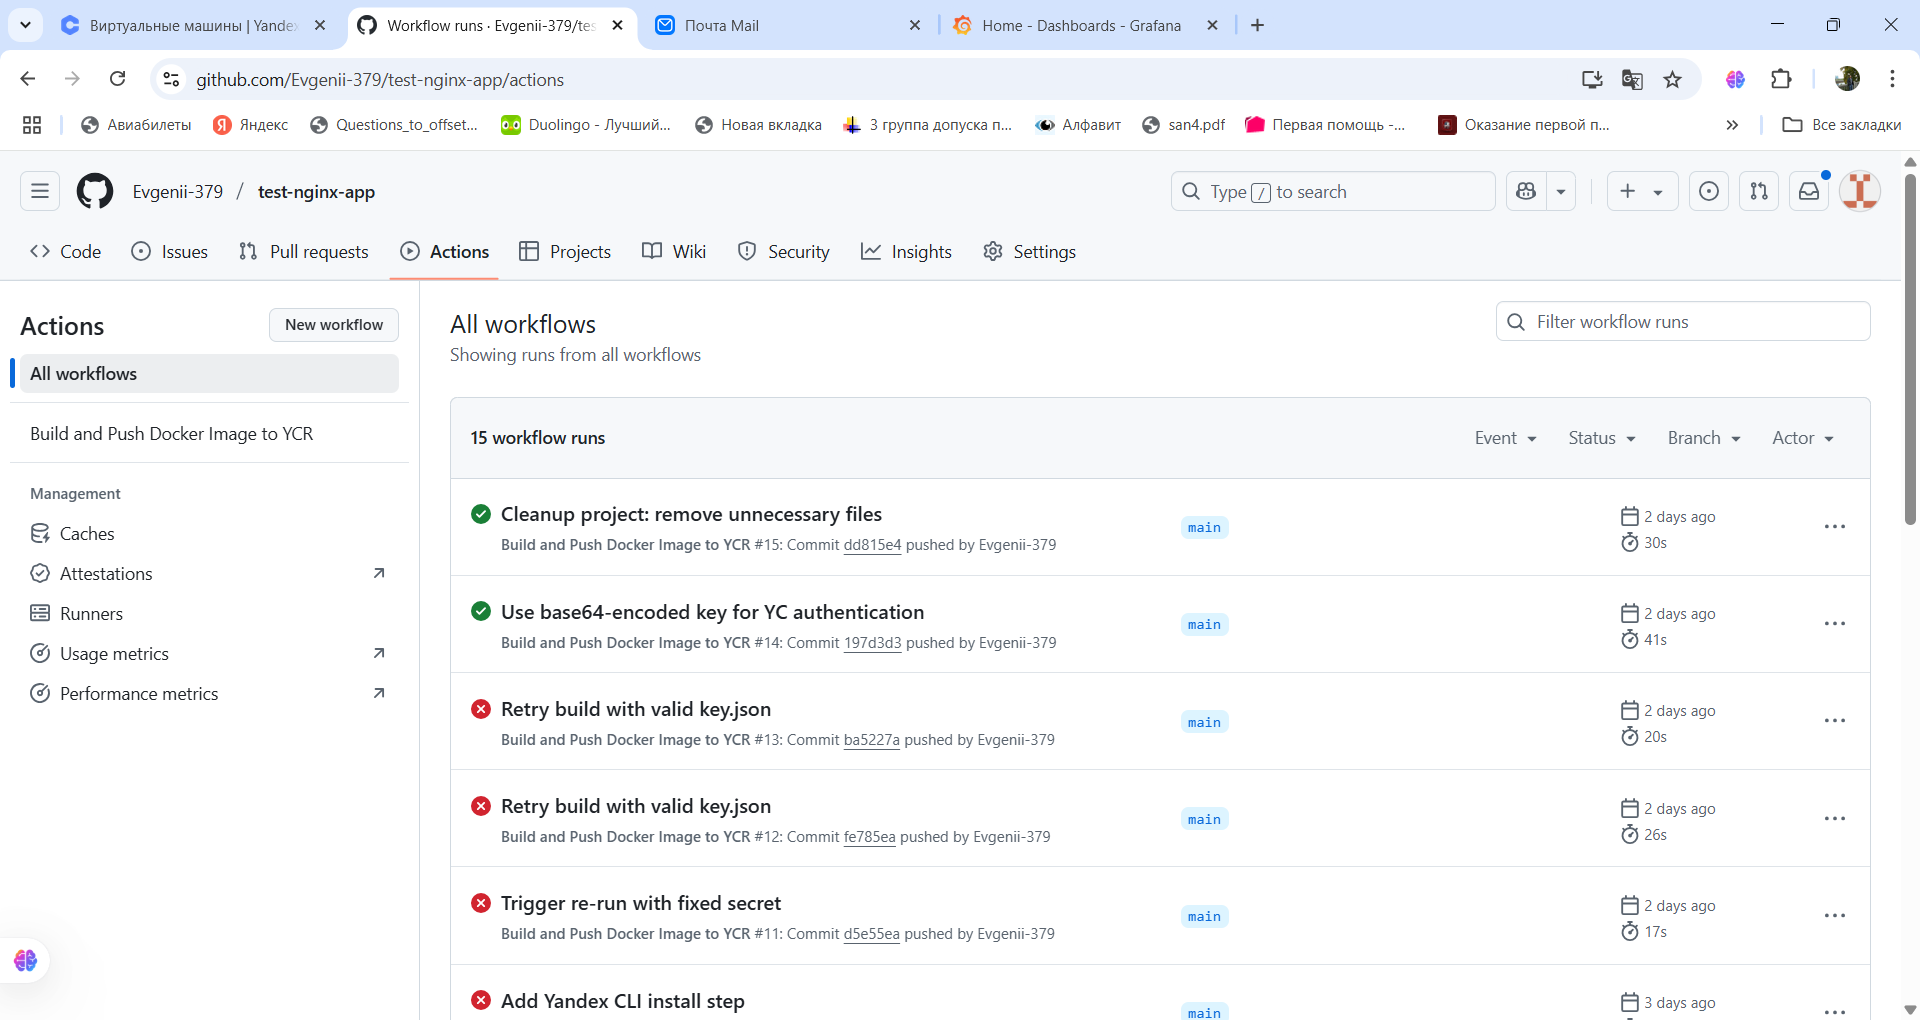 Виртуальные машины | Yande
Workflow runs · Evgenii-379/tes
Почта Mail
Home - Dashboards - Grafana
github.com/Evgenii-379/test-nginx-app/actions
Авиабилеты
Яндекс
Questions_to_offset...
Duolingo - Лучший...
Новая вкладка
3 группа допуска п...
Алфавит
san4.pdf
Первая помощь -...
Оказание первой п...
»
Все закладки
Evgenii-379 / test-nginx-app
Type / to search
Code
Issues
Pull requests
Actions
Projects
Wiki
Security
Insights
Settings
Actions
New workflow
All workflows
Build and Push Docker Image to YCR
Management
Caches
Attestations
Runners
Usage metrics
Performance metrics
All workflows
Showing runs from all workflows
Filter workflow runs
15 workflow runs
Event
Status
Branch
Actor
Cleanup project: remove unnecessary files
Build and Push Docker Image to YCR #15: Commit dd815e4 pushed by Evgenii-379
main
2 days ago
30s
Use base64-encoded key for YC authentication
Build and Push Docker Image to YCR #14: Commit 197d3d3 pushed by Evgenii-379
main
2 days ago
41s
Retry build with valid key.json
Build and Push Docker Image to YCR #13: Commit ba5227a pushed by Evgenii-379
main
2 days ago
20s
Retry build with valid key.json
Build and Push Docker Image to YCR #12: Commit fe785ea pushed by Evgenii-379
main
2 days ago
26s
Trigger re-run with fixed secret
Build and Push Docker Image to YCR #11: Commit d5e55ea pushed by Evgenii-379
main
2 days ago
17s
Add Yandex CLI install step
main
3 days ago